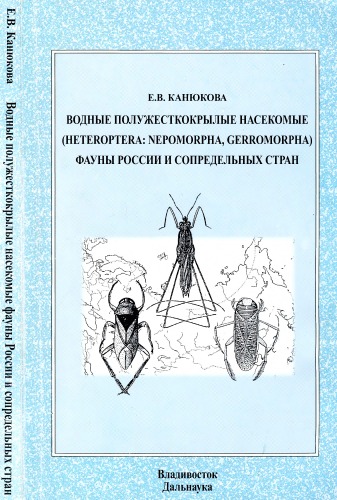 Е.В. Канюкова Водные полужесткокрылые насекомые фауны России и сопредельных стран
Е.В. КАНЮКОВА
ВОДНЫЕ ПОЛУЖЕСТКОКРЫЛЫЕ НАСЕКОМЫЕ
(HETEROPTERA: NEPOMORPHA, GERROMORPHA)
ФАУНЫ РОССИИ И СОПРЕДЕЛЬНЫХ СТРАН
Владивосток
Дальнаука